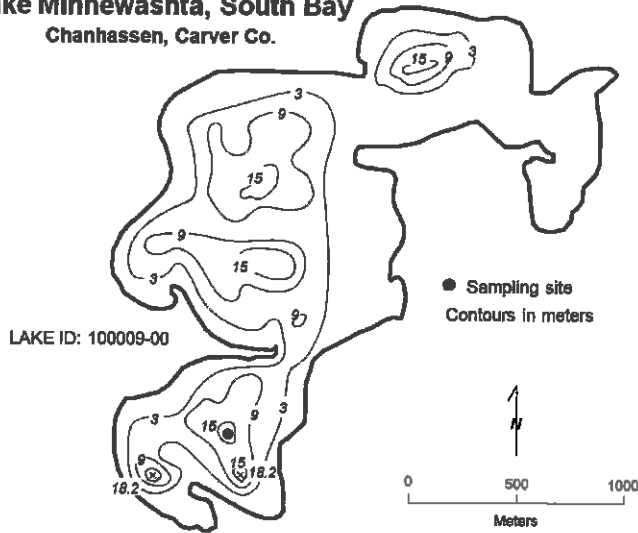 ke Minnewashta, South Bay
Chanhassen, Carver Co.
15 9 3
3
9
15
9
15
3
9
Sampling site
Contours in meters
LAKE ID: 100009-00
3
9
3
15
15
18.2
9
18.2
N
0 500 1000
Meters